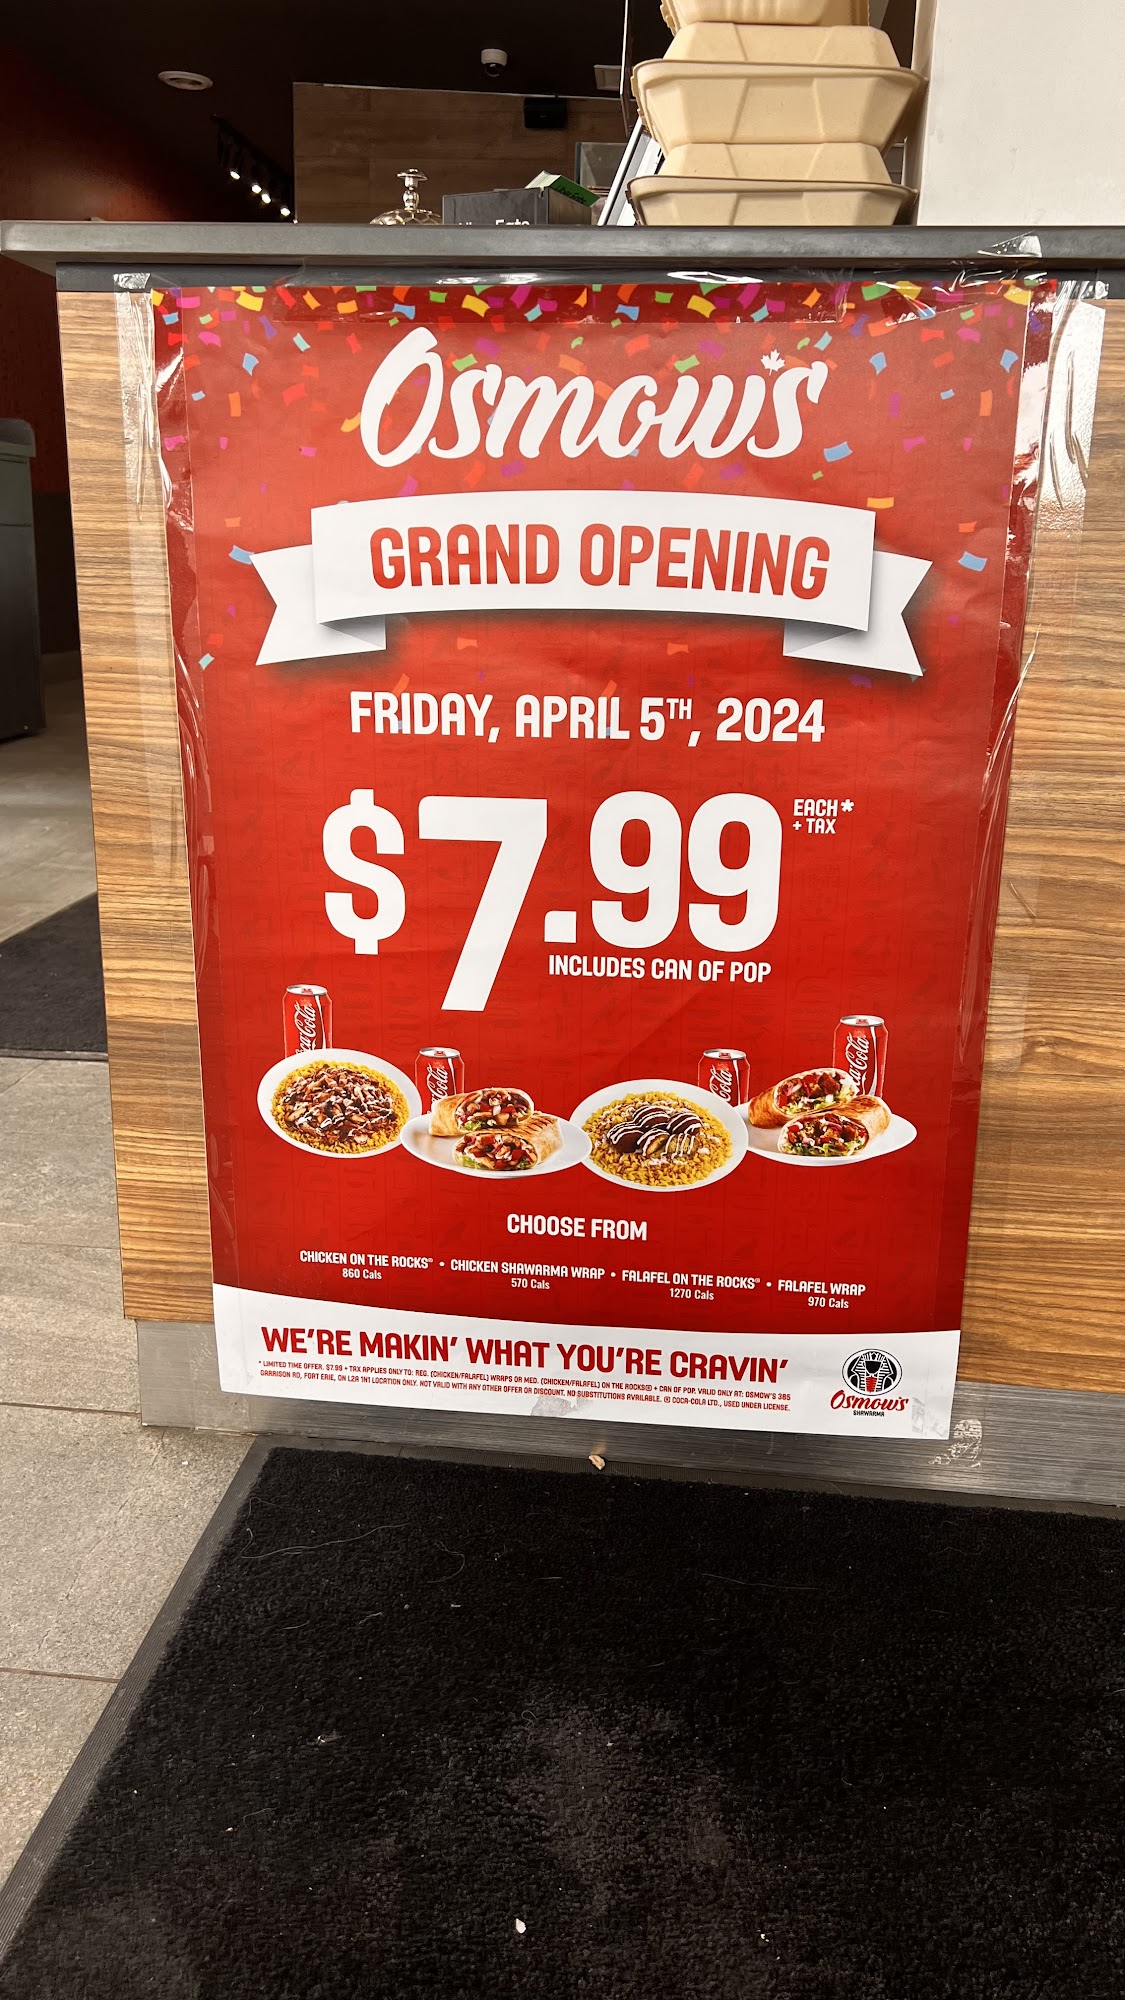 Eats
Osmow's
GRAND OPENING
FRIDAY, APRIL 5TH, 2024
$7.99
EACH*
+ TAX
INCLUDES CAN OF POP
CHOOSE FROM
CHICKEN ON THE ROCKS® • CHICKEN SHAWARMA WRAP • FALAFEL ON THE ROCKS® • FALAFEL WRAP
860 Cals 570 Cals 1270 Cals 970 Cals
WE'RE MAKIN' WHAT YOU'RE CRAVIN'
* LIMITED TIME OFFER. $7.99 + TAX APPLIES ONLY TO: REG. (CHICKEN/FALAFEL) WRAPS OR MED. (CHICKEN/FALAFEL) ON THE ROCKS® + CAN OF POP. VALID ONLY AT: OSMOW'S 385
GARRISON RD, FORT ERIE, ON L2A 1N1 LOCATION ONLY. NOT VALID WITH ANY OTHER OFFER OR DISCOUNT. NO SUBSTITUTIONS AVAILABLE. © COCA-COLA LTD., USED UNDER LICENSE.
Osmow's
SHAWARMA